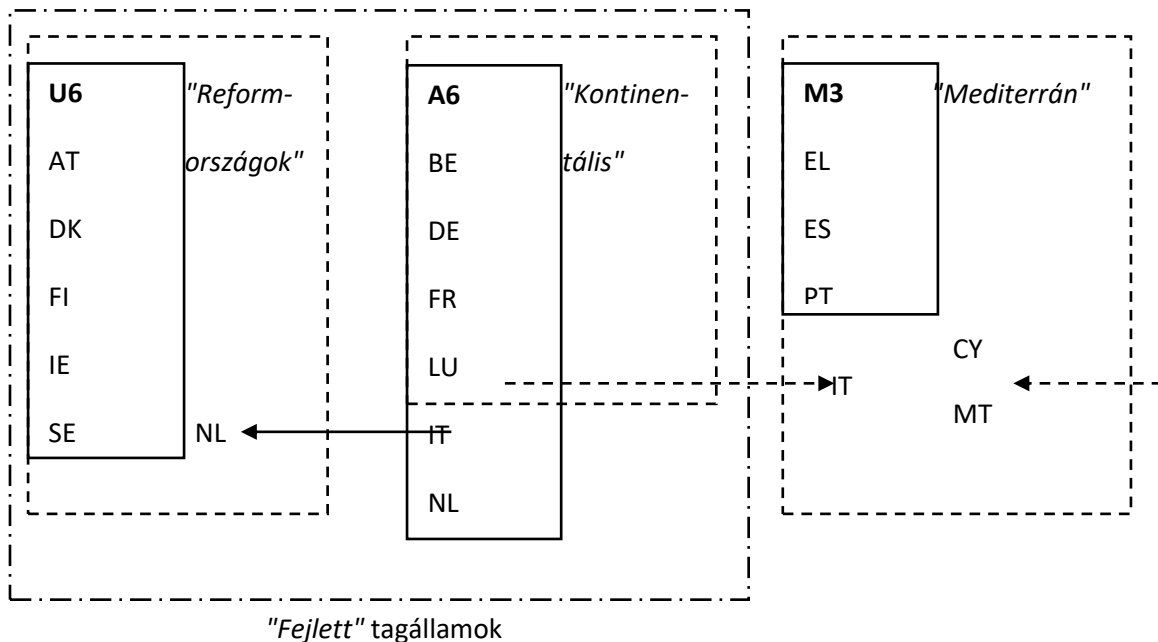 U6 "Reform-
országok"
AT
DK
FI
IE
SE NL
A6 "Kontinen-
tális"
BE
DE
FR
LU
IT
NL
M3 "Mediterrán"
EL
ES
PT
CY
IT
MT
"Fejlett" tagállamok